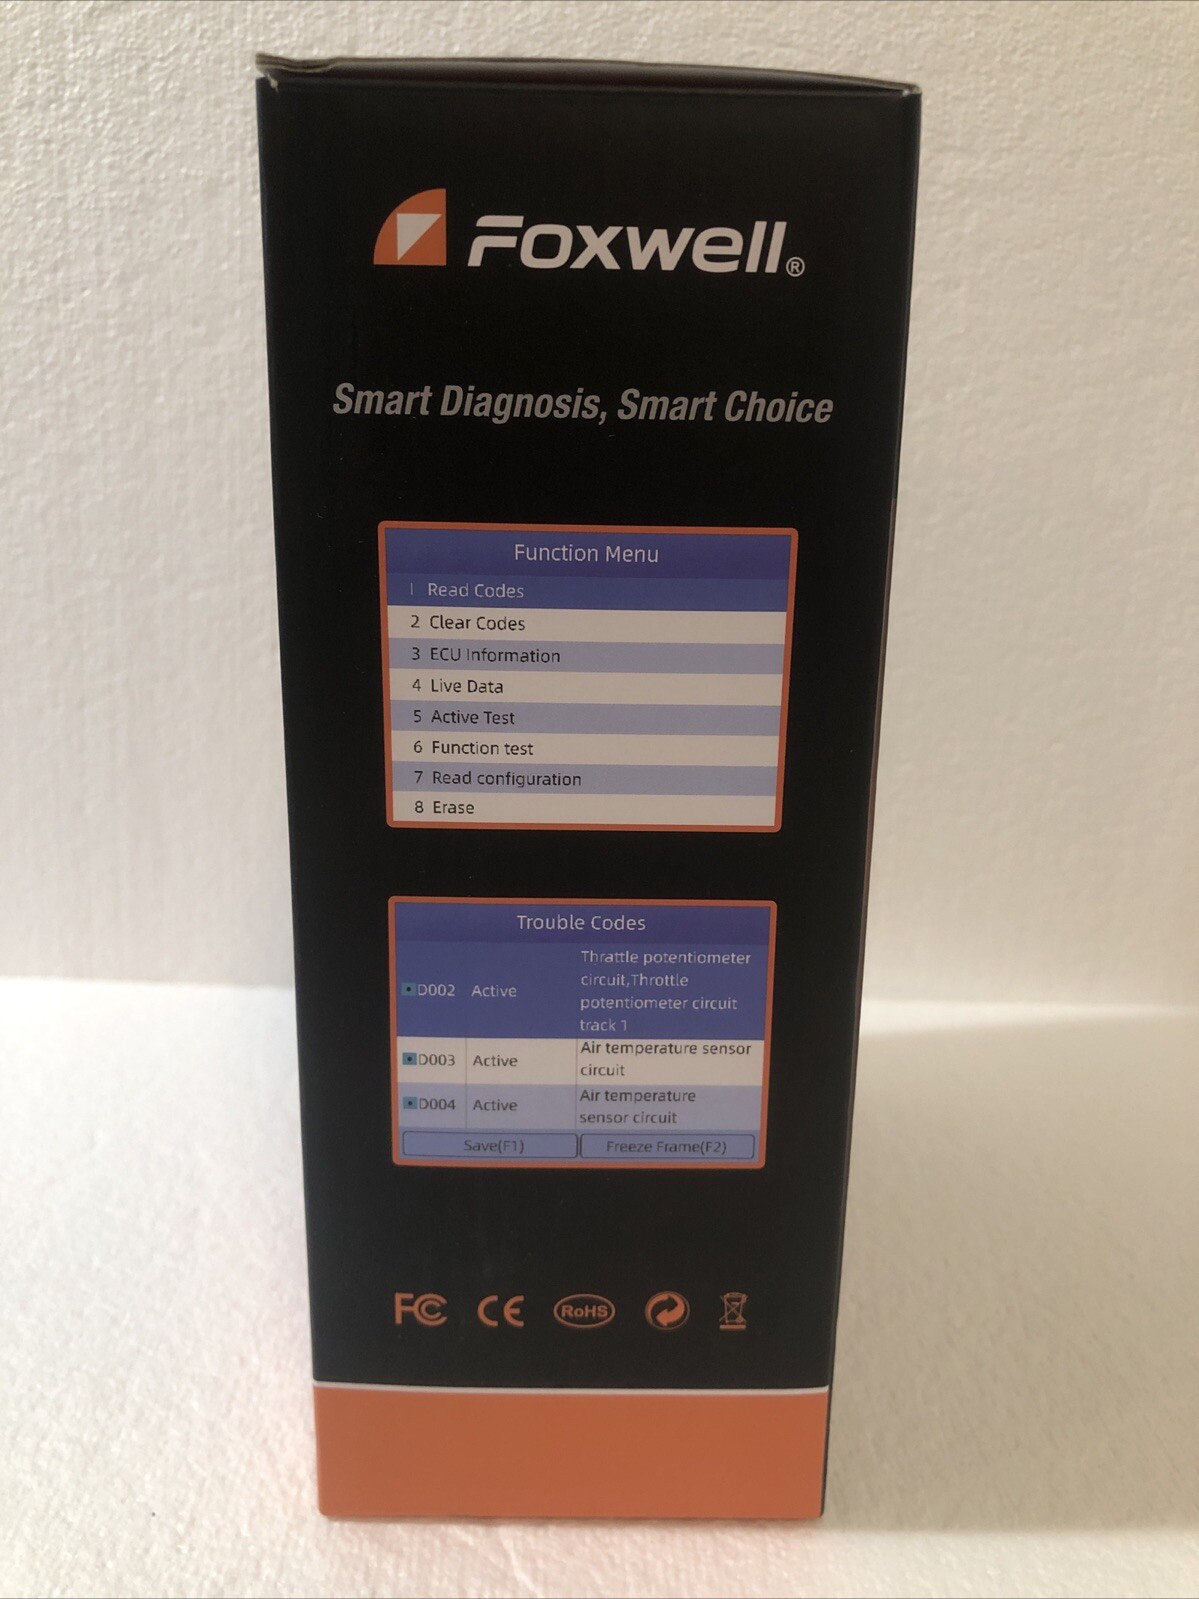 Foxwell®
Smart Diagnosis, Smart Choice
Function Menu
1 Read Codes
2 Clear Codes
3 ECU Information
4 Live Data
5 Active Test
6 Function test
7 Read configuration
8 Erase
Trouble Codes
D002 Active Thrattle potentiometer
circuit,Throttle
potentiometer circuit
track 1
D003 Active Air temperature sensor
circuit
D004 Active Air temperature
sensor circuit
Save(F1) Freeze Frame(F2)
FC CE RoHS